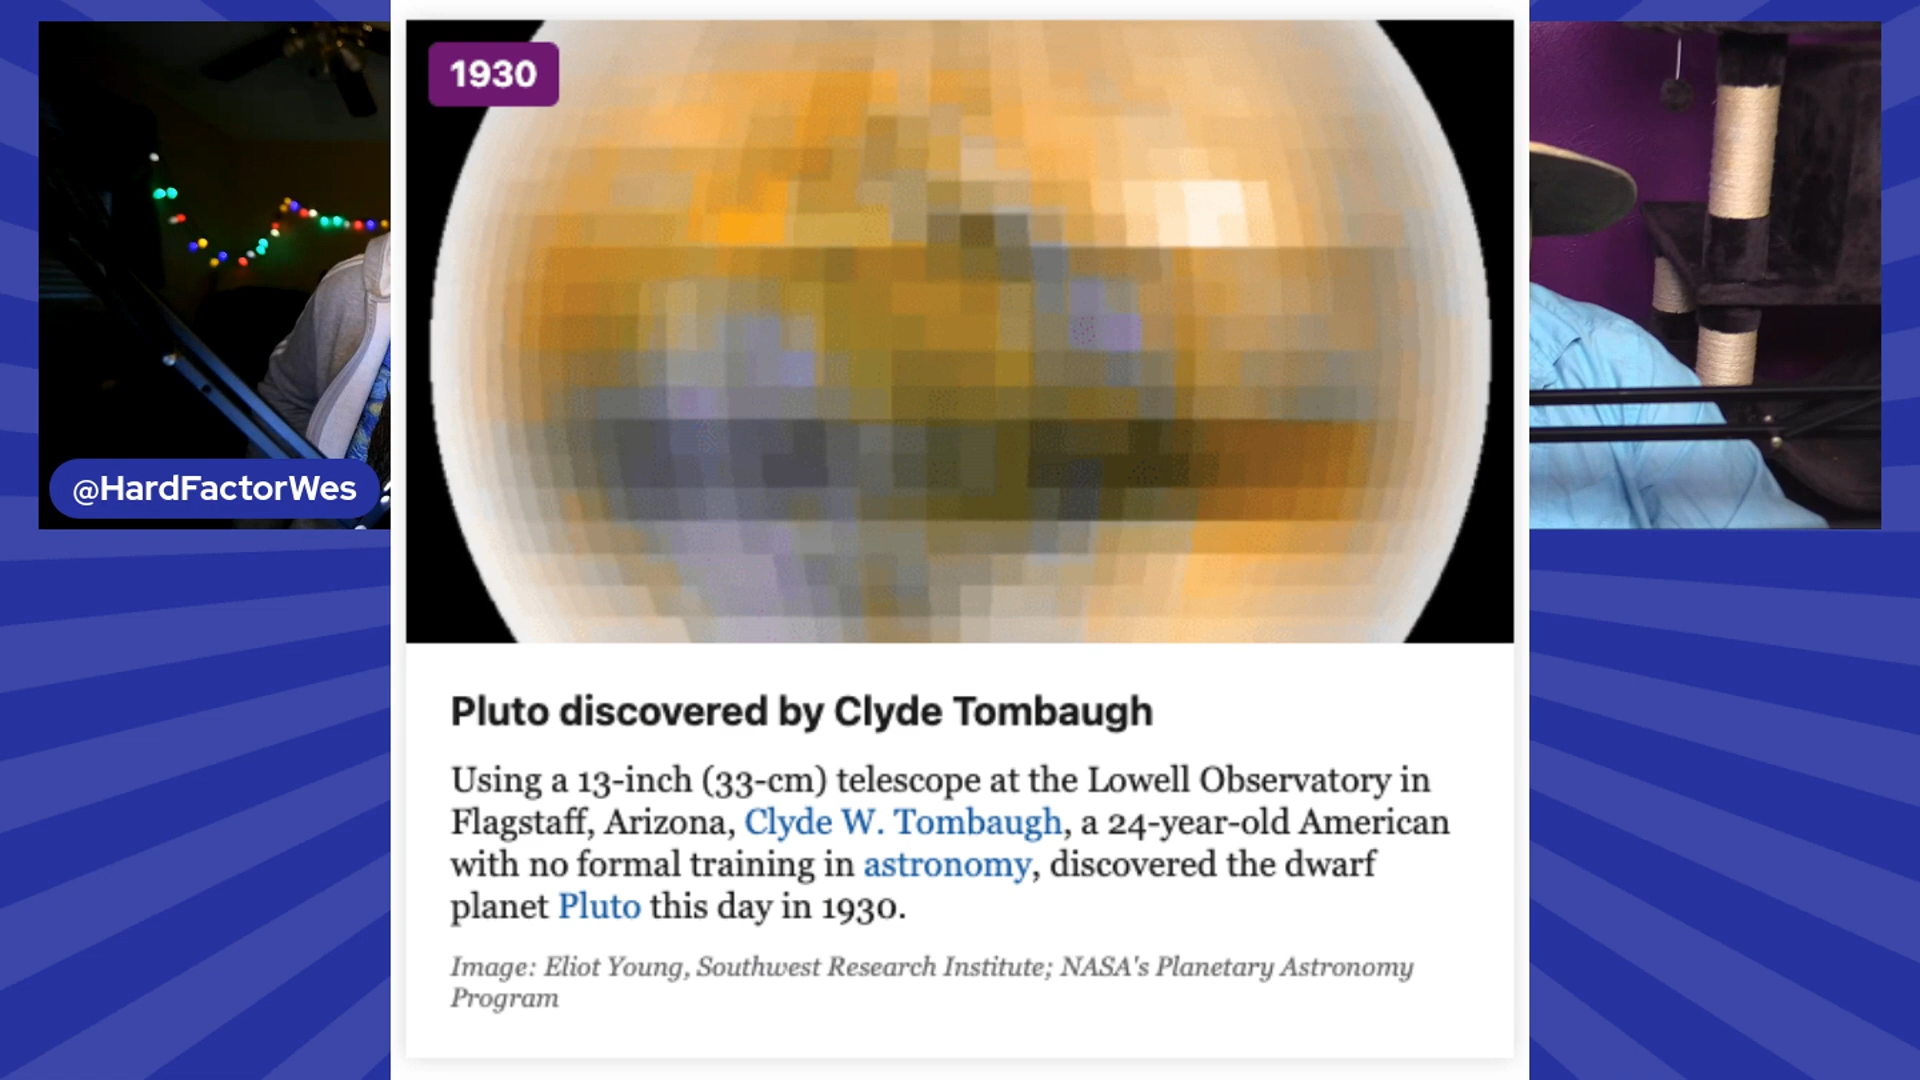 1930
@HardFactorWes
Pluto discovered by Clyde Tombaugh
Using a 13-inch (33-cm) telescope at the Lowell Observatory in
Flagstaff, Arizona, Clyde W. Tombaugh, a 24-year-old American
with no formal training in astronomy, discovered the dwarf
planet Pluto this day in 1930.
Image: Eliot Young, Southwest Research Institute; NASA's Planetary Astronomy
Program